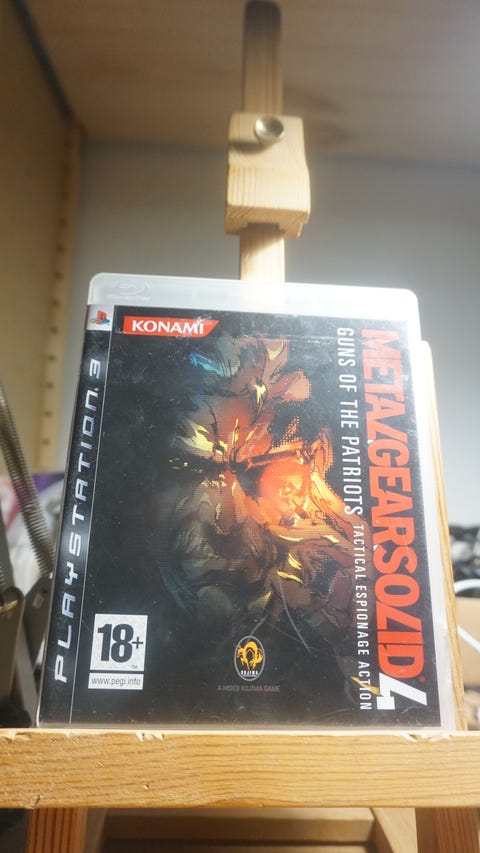 PLAYSTATION 3
KONAMI
METAL GEAR SOLID 4
GUNS OF THE PATRIOTS
TACTICAL ESPIONAGE ACTION
18+
TM
www.pegi.info
KOJIMA
A HIDEO KOJIMA GAME